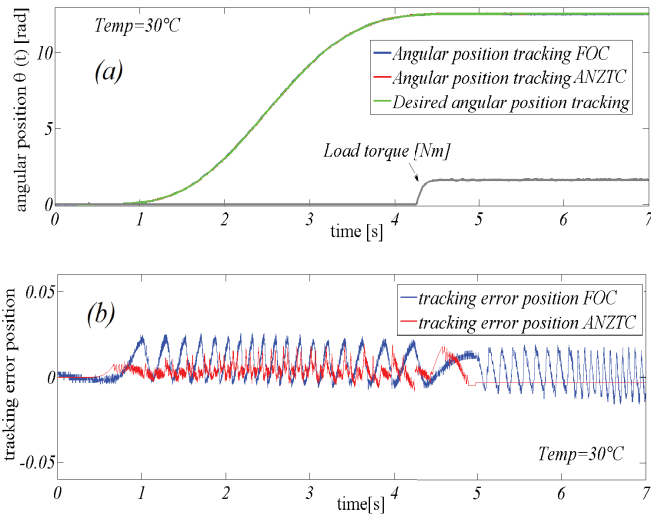 Temp=30°C
(a)
Angular position tracking FOC
Angular position tracking ANZTC
Desired angular position tracking
Load torque [Nm]
angular position θ (t) [rad]
10
5
0
0 1 2 3 4 5 6 7
time [s]
(b)
tracking error position FOC
tracking error position ANZTC
tracking error position
0.05
0
-0.05
Temp=30°C
0 1 2 3 4 5 6 7
time[s]